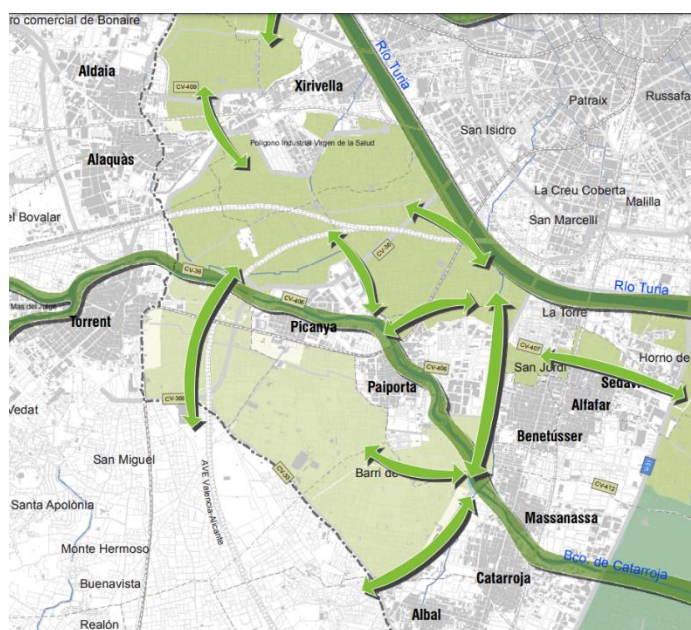 ro comercial de Bonaire
Aldaia
Xirivella
Río Turia
CV-409
Patraix
Russafa
San Isidro
Polígono Industrial Virgen de la Salud
Alaquàs
La Creu Coberta
Malilla
San Marcelí
el Bovalar
CV-36
CV-36
Río Turia
Mas del Jutge
CV-406
La Torre
Torrent
Picanya
CV-407
Horno de
CV-406
San Jordi
Sedaví
Paiporta
Alfafar
CV-366
Vedat
Benetússer
San Miguel
Barri de
CV-33
CV-412
AVE Valencia-Alicante
Santa Apolònia
Massanassa
Monte Hermoso
Bco. de Catarroja
Catarroja
Buenavista
Albal
Realón